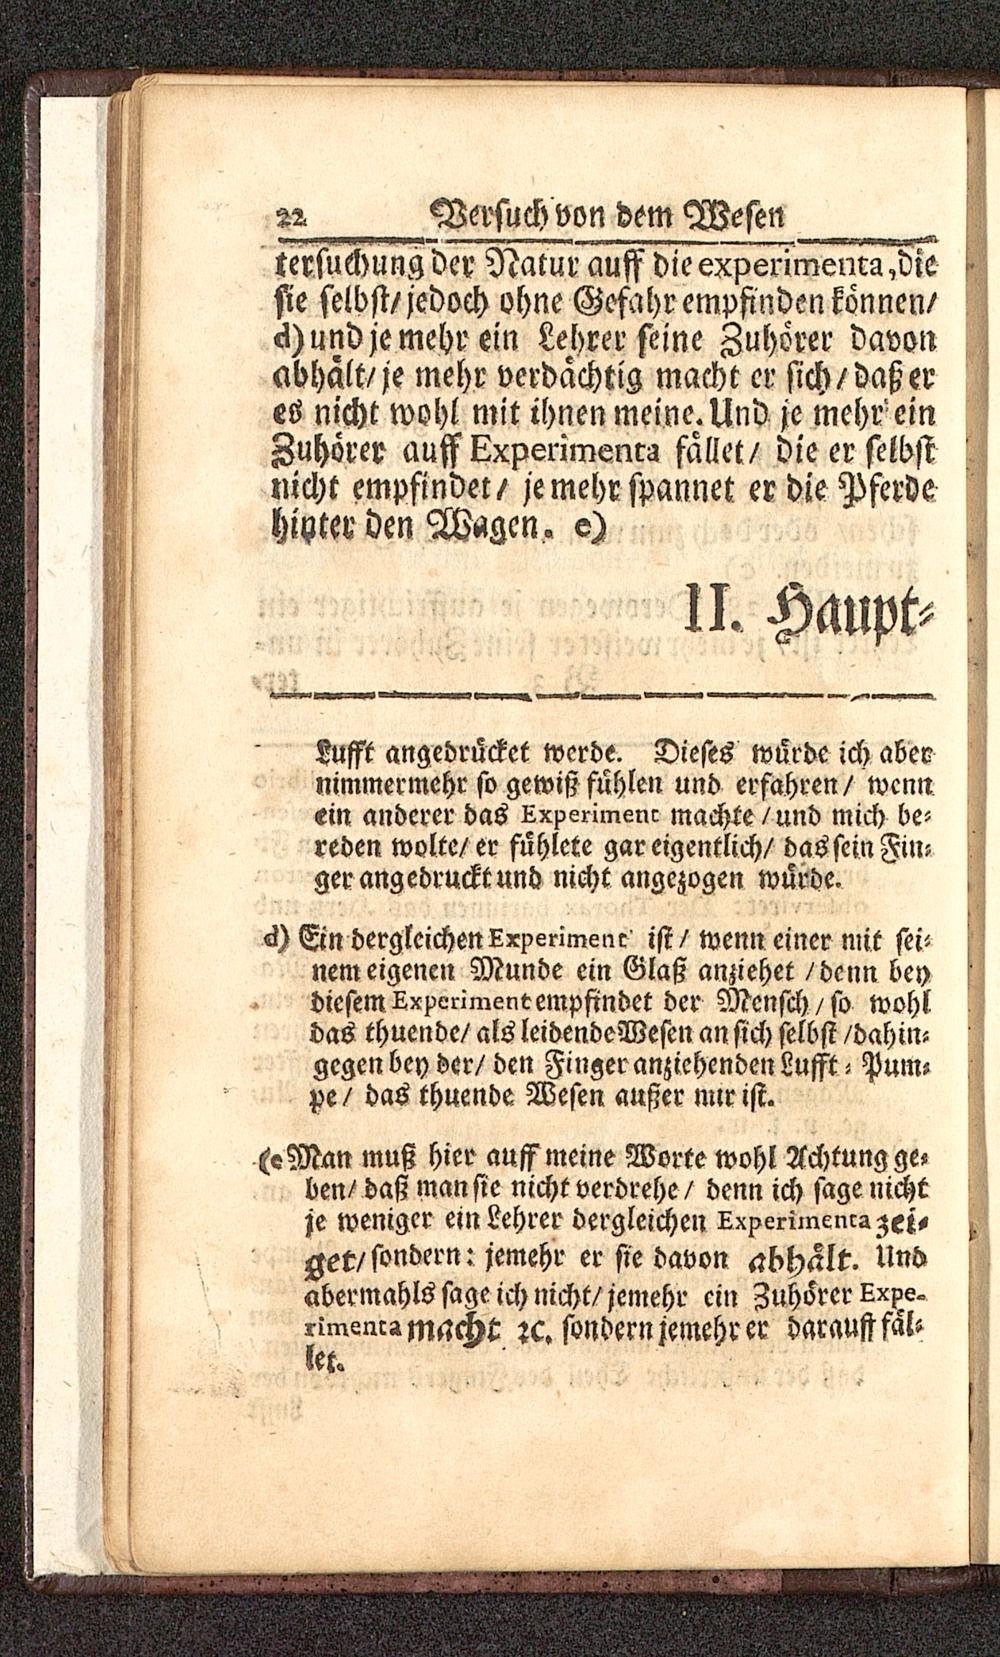 22 Versuch von dem Wesen
tersuchung der Natur auff die experimenta, die
sie selbst/ jedoch ohne Gefahr empfinden können/
d) und je mehr ein Lehrer seine Zuhörer davon
abhält/ je mehr verdächtig macht er sich/ daß er
es nicht wohl mit ihnen meine. Und je mehr ein
Zuhörer auff Experimenta fället/ die er selbst
nicht empfindet/ je mehr spannet er die Pferde
hinter den Wagen. e)
II. Haupt-
Lufft angedrücket werde. Dieses würde ich aber
nimmermehr so gewiß fühlen und erfahren/ wenn
ein anderer das Experiment machte/ und mich be-
reden wolte/ er fühlete gar eigentlich/ das sein Fin-
ger angedruckt und nicht angezogen würde.
d) Ein dergleichen Experiment ist/ wenn einer mit sei-
nem eigenen Munde ein Glaß anziehet/ denn bey
diesem Experiment empfindet der Mensch/ so wohl
das thuende/ als leidende Wesen an sich selbst/ dahin-
gegen bey der/ den Finger anziehenden Lufft-Pum-
pe/ das thuende Wesen außer mir ist.
(e Man muß hier auff meine Worte wohl Achtung ge-
ben/ daß man sie nicht verdrehe/ denn ich sage nicht
je weniger ein Lehrer dergleichen Experimenta zei-
get/ sondern: jemehr er sie davon abhält. Und
abermahls sage ich nicht/ jemehr ein Zuhörer Expe-
rimenta macht ꝛc. sondern jemehr er darauff fäl-
let.